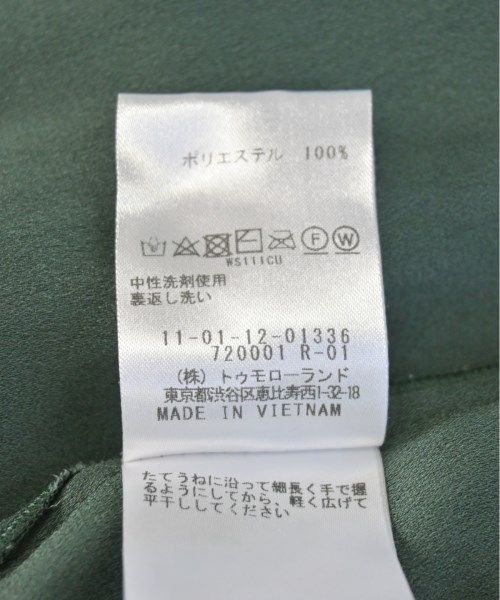 ポリエステル 100%
F W
WS111CU
中性洗剤使用
裏返し洗い
11-01-12-01336
720001 R-01
(株) トゥモローランド
東京都渋谷区恵比寿西1-32-18
MADE IN VIETNAM
たてうねに沿って細長く手で握
るようにしてから、軽く広げて
平干ししてください